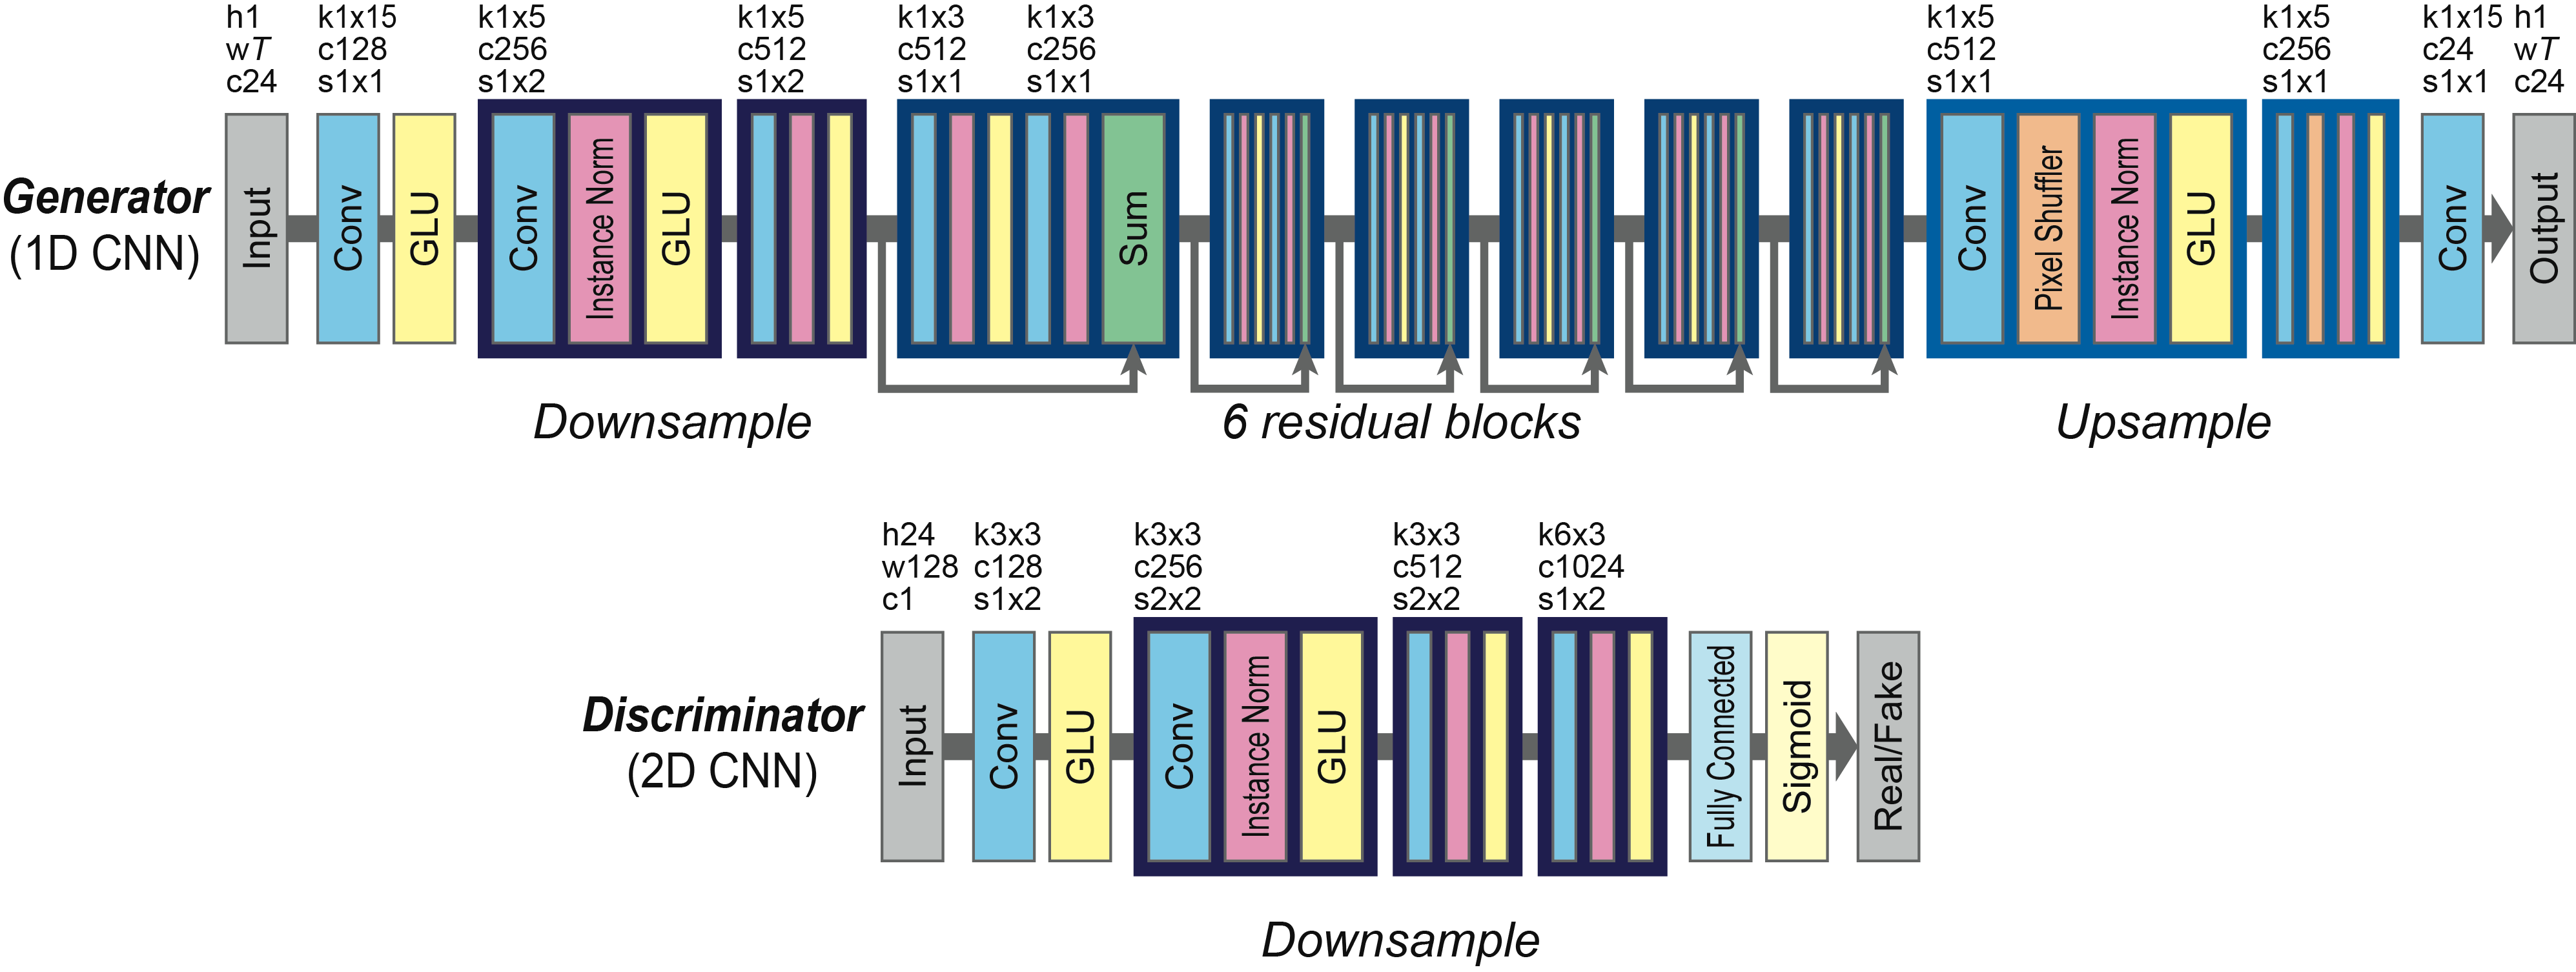 h1
wT
c24
k1x15
c128
s1x1
k1x5
c256
s1x2
k1x5
c512
s1x2
k1x3
c512
s1x1
k1x3
c256
s1x1
k1x5
c512
s1x1
k1x5
c256
s1x1
k1x15
c24
s1x1
h1
wT
c24
Generator
(1D CNN)
Input
Conv
GLU
Conv
Instance Norm
GLU
Sum
Conv
Pixel Shuffler
Instance Norm
GLU
Conv
Output
Downsample
6 residual blocks
Upsample
h24
w128
c1
k3x3
c128
s1x2
k3x3
c256
s2x2
k3x3
c512
s2x2
k6x3
c1024
s1x2
Discriminator
(2D CNN)
Input
Conv
GLU
Conv
Instance Norm
GLU
Fully Connected
Sigmoid
Real/Fake
Downsample